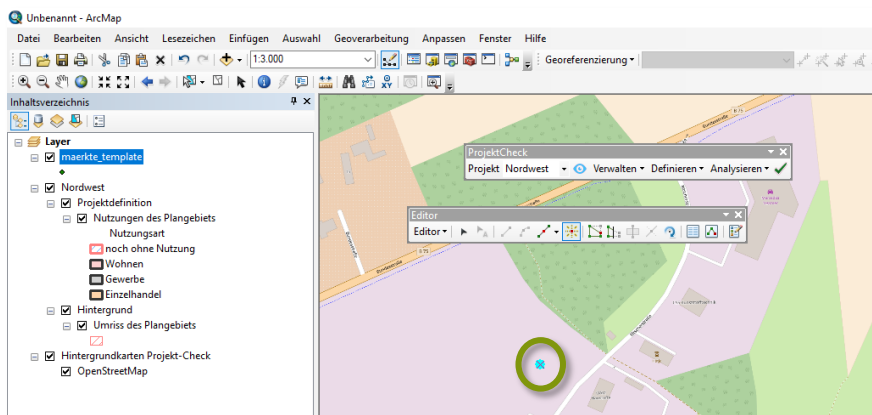 Unbenannt - ArcMap
Datei Bearbeiten Ansicht Lesezeichen Einfügen Auswahl Geoverarbeitung Anpassen Fenster Hilfe
1:3.000
Georeferenzierung
Inhaltsverzeichnis
Layer
maerkte_template
Nordwest
Projektdefinition
Nutzungen des Plangebiets
Nutzungsart
noch ohne Nutzung
Wohnen
Gewerbe
Einzelhandel
Hintergrund
Umriss des Plangebiets
Hintergrundkarten Projekt-Check
OpenStreetMap
ProjektCheck
Projekt Nordwest Verwalten Definieren Analysieren
Editor
Editor
B 75
B 75